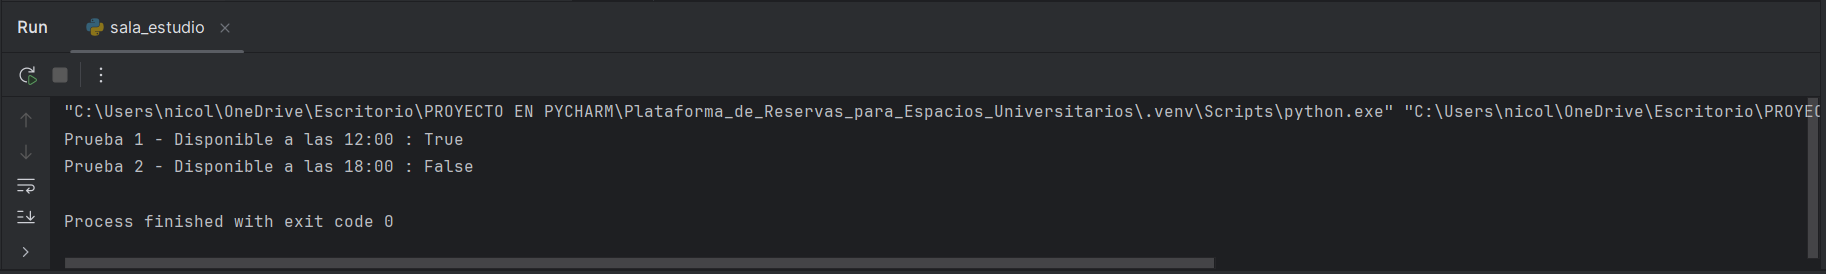 Run sala_estudio
"C:\Users\nicol\OneDrive\Escritorio\PROYECTO EN PYCHARM\Plataforma_de_Reservas_para_Espacios_Universitarios\.venv\Scripts\python.exe" "C:\Users\nicol\OneDrive\Escritorio\PROYEC
Prueba 1 - Disponible a las 12:00 : True
Prueba 2 - Disponible a las 18:00 : False
Process finished with exit code 0